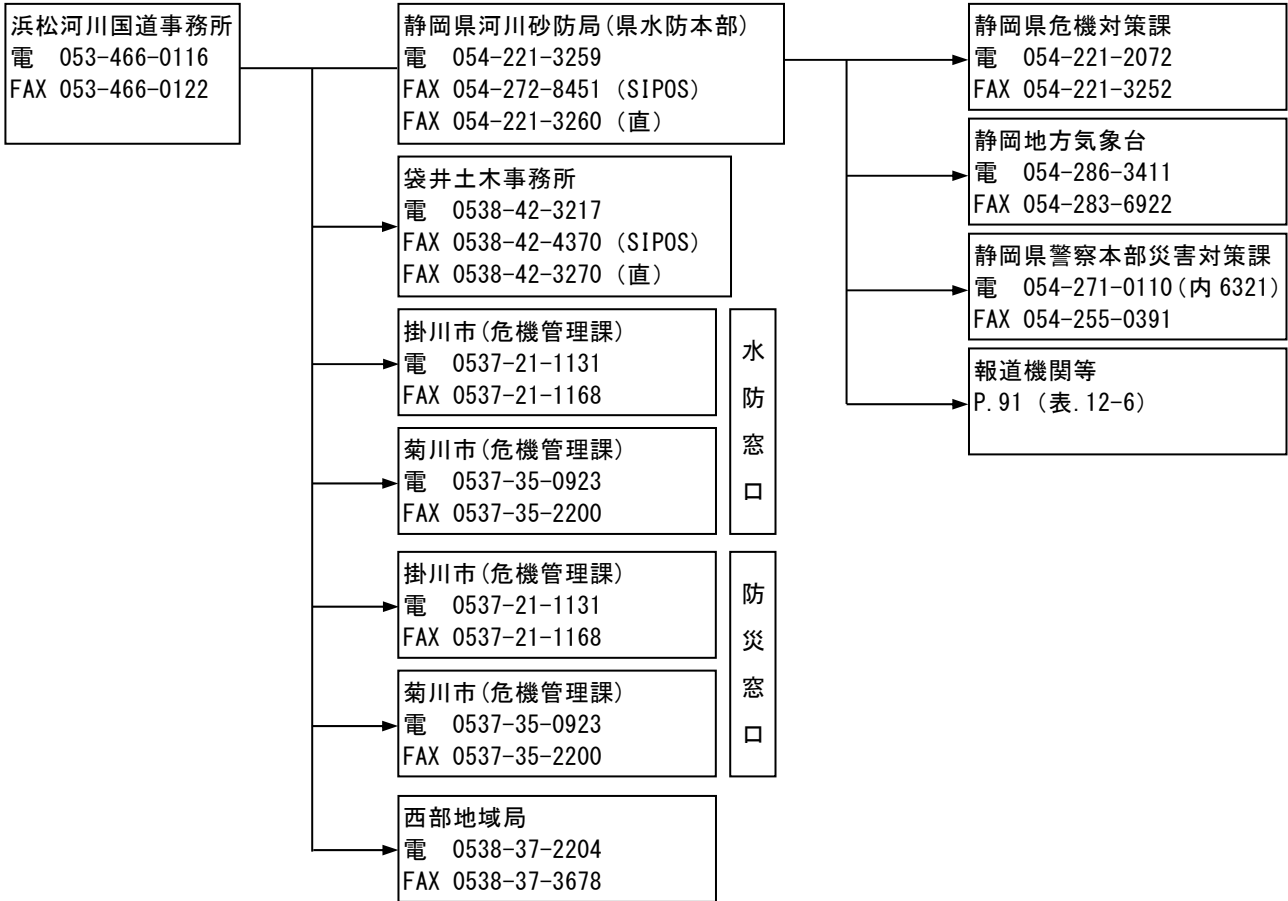 浜松河川国道事務所
電　053-466-0116
FAX 053-466-0122
静岡県河川砂防局(県水防本部)
電　054-221-3259
FAX 054-272-8451 (SIPOS)
FAX 054-221-3260 (直)
袋井土木事務所
電　0538-42-3217
FAX 0538-42-4370 (SIPOS)
FAX 0538-42-3270 (直)
掛川市(危機管理課)
電　0537-21-1131
FAX 0537-21-1168
菊川市(危機管理課)
電　0537-35-0923
FAX 0537-35-2200
水防窓口
掛川市(危機管理課)
電　0537-21-1131
FAX 0537-21-1168
菊川市(危機管理課)
電　0537-35-0923
FAX 0537-35-2200
防災窓口
西部地域局
電　0538-37-2204
FAX 0538-37-3678
静岡県危機対策課
電　054-221-2072
FAX 054-221-3252
静岡地方気象台
電　054-286-3411
FAX 054-283-6922
静岡県警察本部災害対策課
電　054-271-0110(内 6321)
FAX 054-255-0391
報道機関等
P.91 (表.12-6)